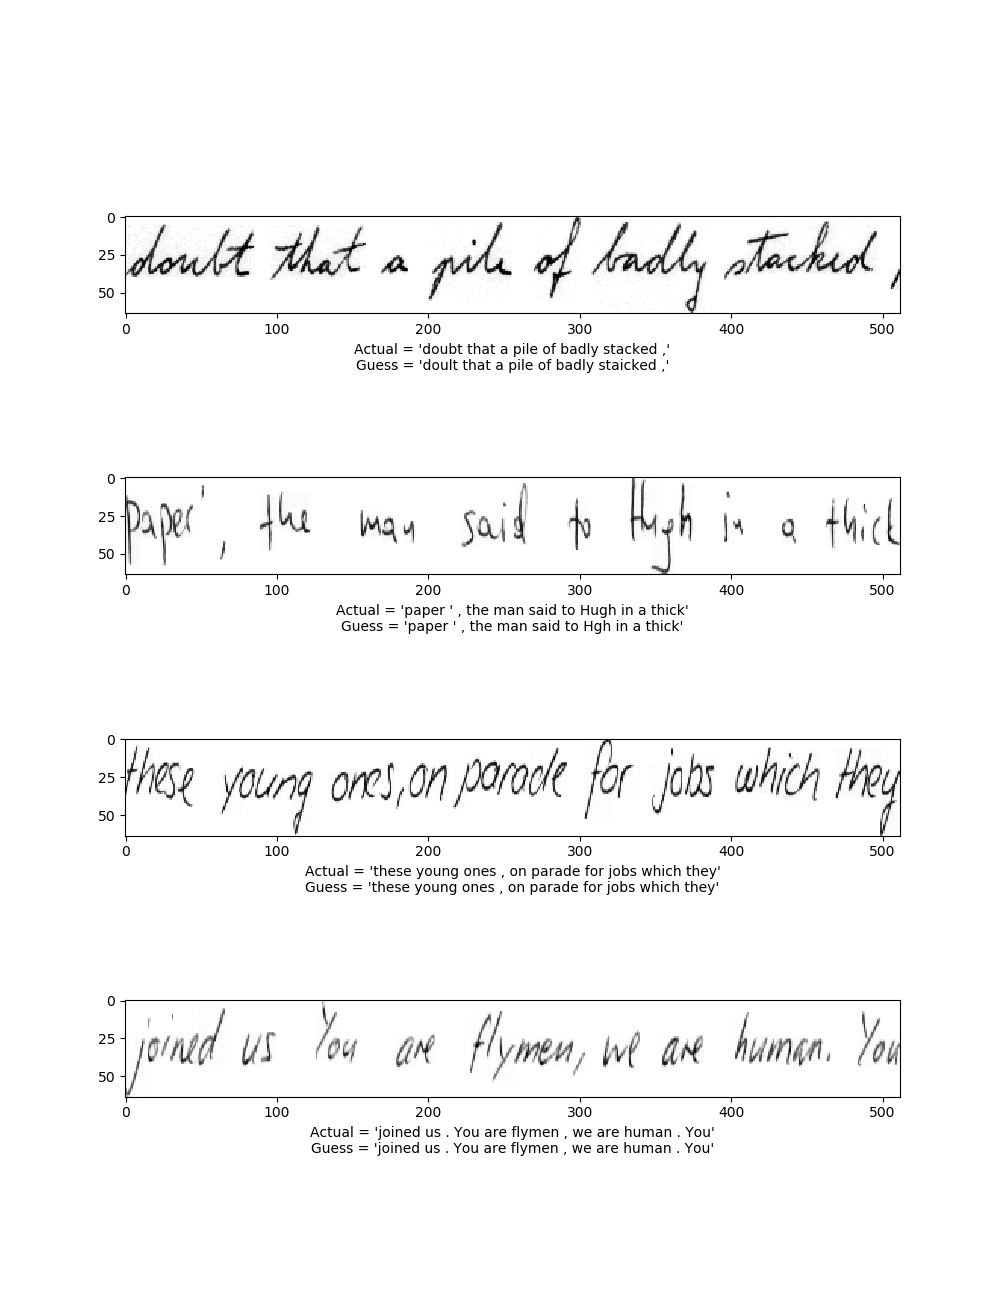 0
25
50
doubt that a pile of badly stacked ,
0 100 200 300 400 500
Actual = 'doubt that a pile of badly stacked ,'
Guess = 'doult that a pile of badly staicked ,'
0
25
50
paper ' , the man said to Hugh in a thick
0 100 200 300 400 500
Actual = 'paper ' , the man said to Hugh in a thick'
Guess = 'paper ' , the man said to Hgh in a thick'
0
25
50
these young ones, on parade for jobs which they
0 100 200 300 400 500
Actual = 'these young ones , on parade for jobs which they'
Guess = 'these young ones , on parade for jobs which they'
0
25
50
joined us You are flymen, we are human. You
0 100 200 300 400 500
Actual = 'joined us . You are flymen , we are human . You'
Guess = 'joined us . You are flymen , we are human . You'